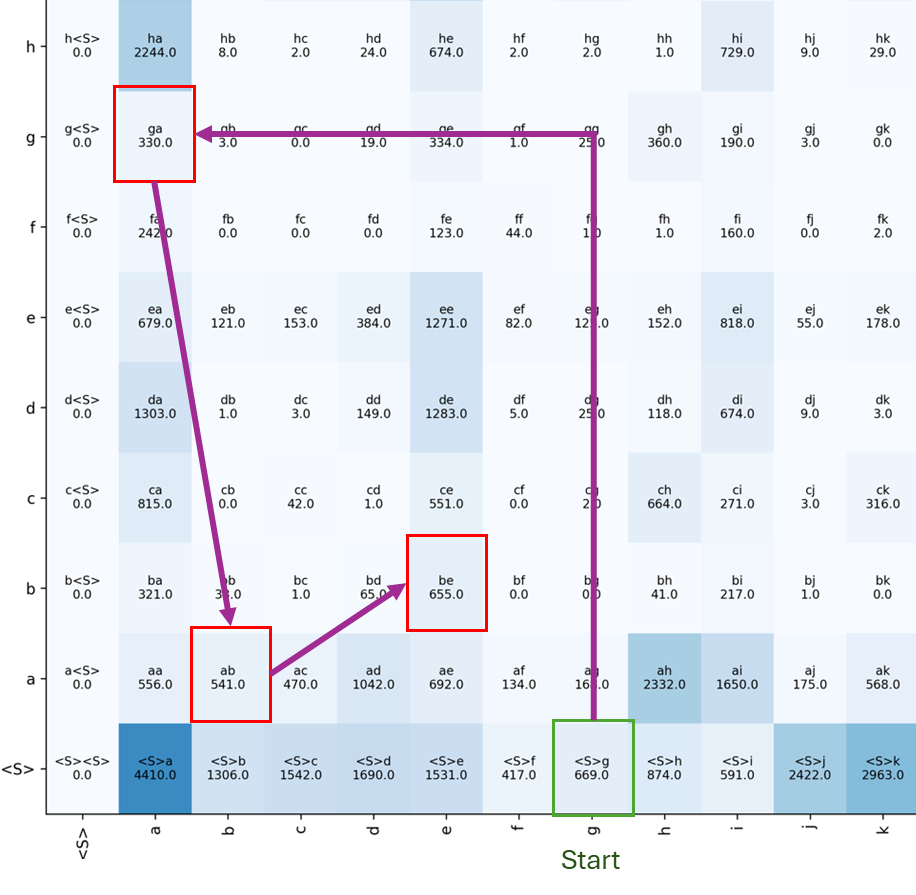 h
h<S> ha hb hc hd he hf hg hh hi hj hk
0.0 2244.0 8.0 2.0 24.0 674.0 2.0 2.0 1.0 729.0 9.0 29.0
g
g<S> ga gb gc gd ge gf gg gh gi gj gk
0.0 330.0 3.0 0.0 19.0 334.0 1.0 25.0 360.0 190.0 3.0 0.0
f
f<S> fa fb fc fd fe ff fg fh fi fj fk
0.0 242.0 0.0 0.0 0.0 123.0 44.0 1.0 1.0 160.0 0.0 2.0
e
e<S> ea eb ec ed ee ef eg eh ei ej ek
0.0 679.0 121.0 153.0 384.0 1271.0 82.0 152.0 818.0 55.0 178.0
d
d<S> da db dc dd de df dg dh di dj dk
0.0 1303.0 1.0 3.0 149.0 1283.0 5.0 25.0 118.0 674.0 9.0 3.0
c
c<S> ca cb cc cd ce cf cg ch ci cj ck
0.0 815.0 0.0 42.0 1.0 551.0 0.0 2.0 664.0 271.0 3.0 316.0
b
b<S> ba bb bc bd be bf bg bh bi bj bk
0.0 321.0 1.0 65.0 655.0 0.0 0.0 41.0 217.0 1.0 0.0
a
a<S> aa ab ac ad ae af ag ah ai aj ak
0.0 556.0 541.0 470.0 1042.0 692.0 134.0 2332.0 1650.0 175.0 568.0
<S>
<S><S> <S>a <S>b <S>c <S>d <S>e <S>f <S>g <S>h <S>i <S>j <S>k
0.0 4410.0 1306.0 1542.0 1690.0 1531.0 417.0 669.0 874.0 591.0 2422.0 2963.0
<S> a b c d e f g h i j k
Start